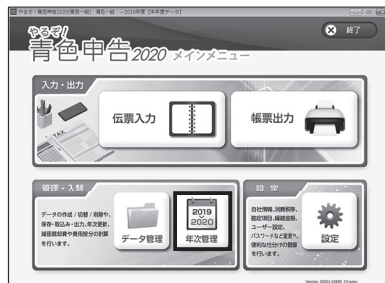 やるぞ!青色申告2020[青色一般] 青色一般 -2019年度【本年度データ】
終了
やるぞ!
青色申告2020 メインメニュー
入力・出力
伝票入力
帳票出力
TAX
管理・入替
データの作成/切替/削除や、
保存・取込み・出力、年次更新、
減価償却費や費用按分の計算
を行います。
データ管理
2019
2020
年次管理
設定
自社情報、消費税率、
勘定項目、繰越金額、
ユーザー設定、
パスワードなど変更や、
便利な仕分けの登録
を行います。
設定